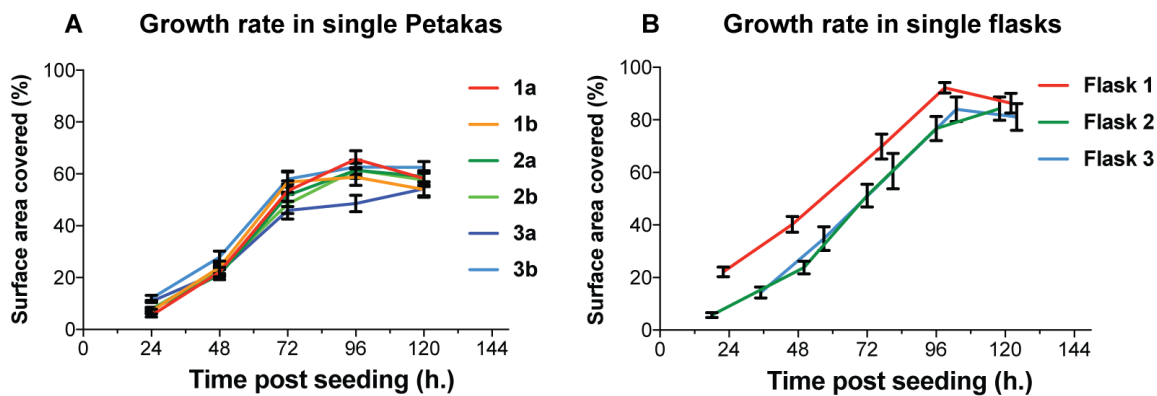 A Growth rate in single Petakas
Surface area covered (%)
100
80
60
40
20
0
0 24 48 72 96 120 144
Time post seeding (h.)
1a
1b
2a
2b
3a
3b
B Growth rate in single flasks
Surface area covered (%)
100
80
60
40
20
0
0 24 48 72 96 120 144
Time post seeding (h.)
Flask 1
Flask 2
Flask 3